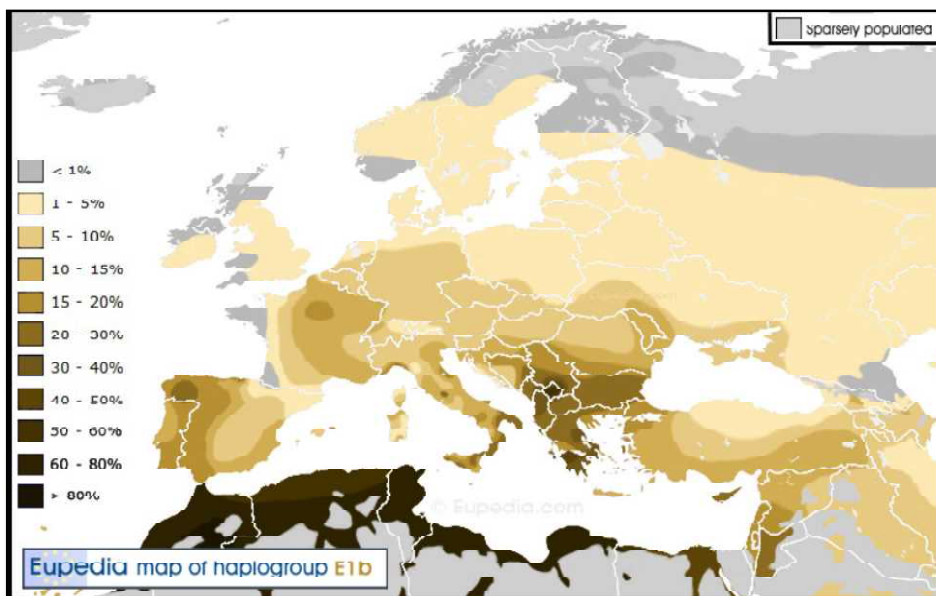 Sparsely populated
< 1%
1 - 5%
5 - 10%
10 - 15%
15 - 20%
20 - 30%
30 - 40%
40 - 50%
50 - 60%
60 - 80%
> 80%
© Eupedia.com
Eupedia map of haplogroup E1b